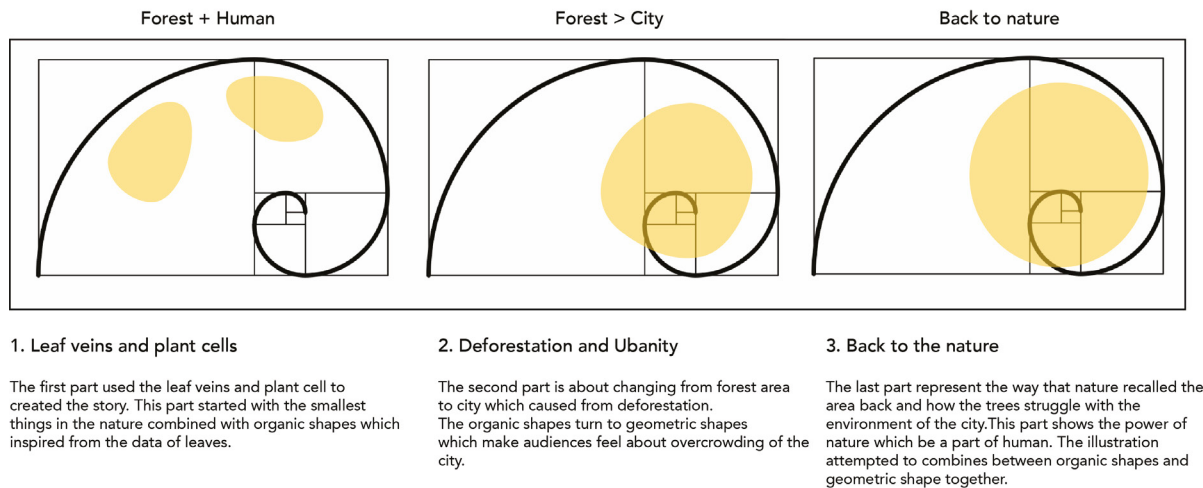 Forest + Human
Forest > City
Back to nature
1. Leaf veins and plant cells
The first part used the leaf veins and plant cell to
created the story. This part started with the smallest
things in the nature combined with organic shapes which
inspired from the data of leaves.
2. Deforestation and Ubanity
The second part is about changing from forest area
to city which caused from deforestation.
The organic shapes turn to geometric shapes
which make audiences feel about overcrowding of the
city.
3. Back to the nature
The last part represent the way that nature recalled the
area back and how the trees struggle with the
environment of the city.This part shows the power of
nature which be a part of human. The illustration
attempted to combines between organic shapes and
geometric shape together.